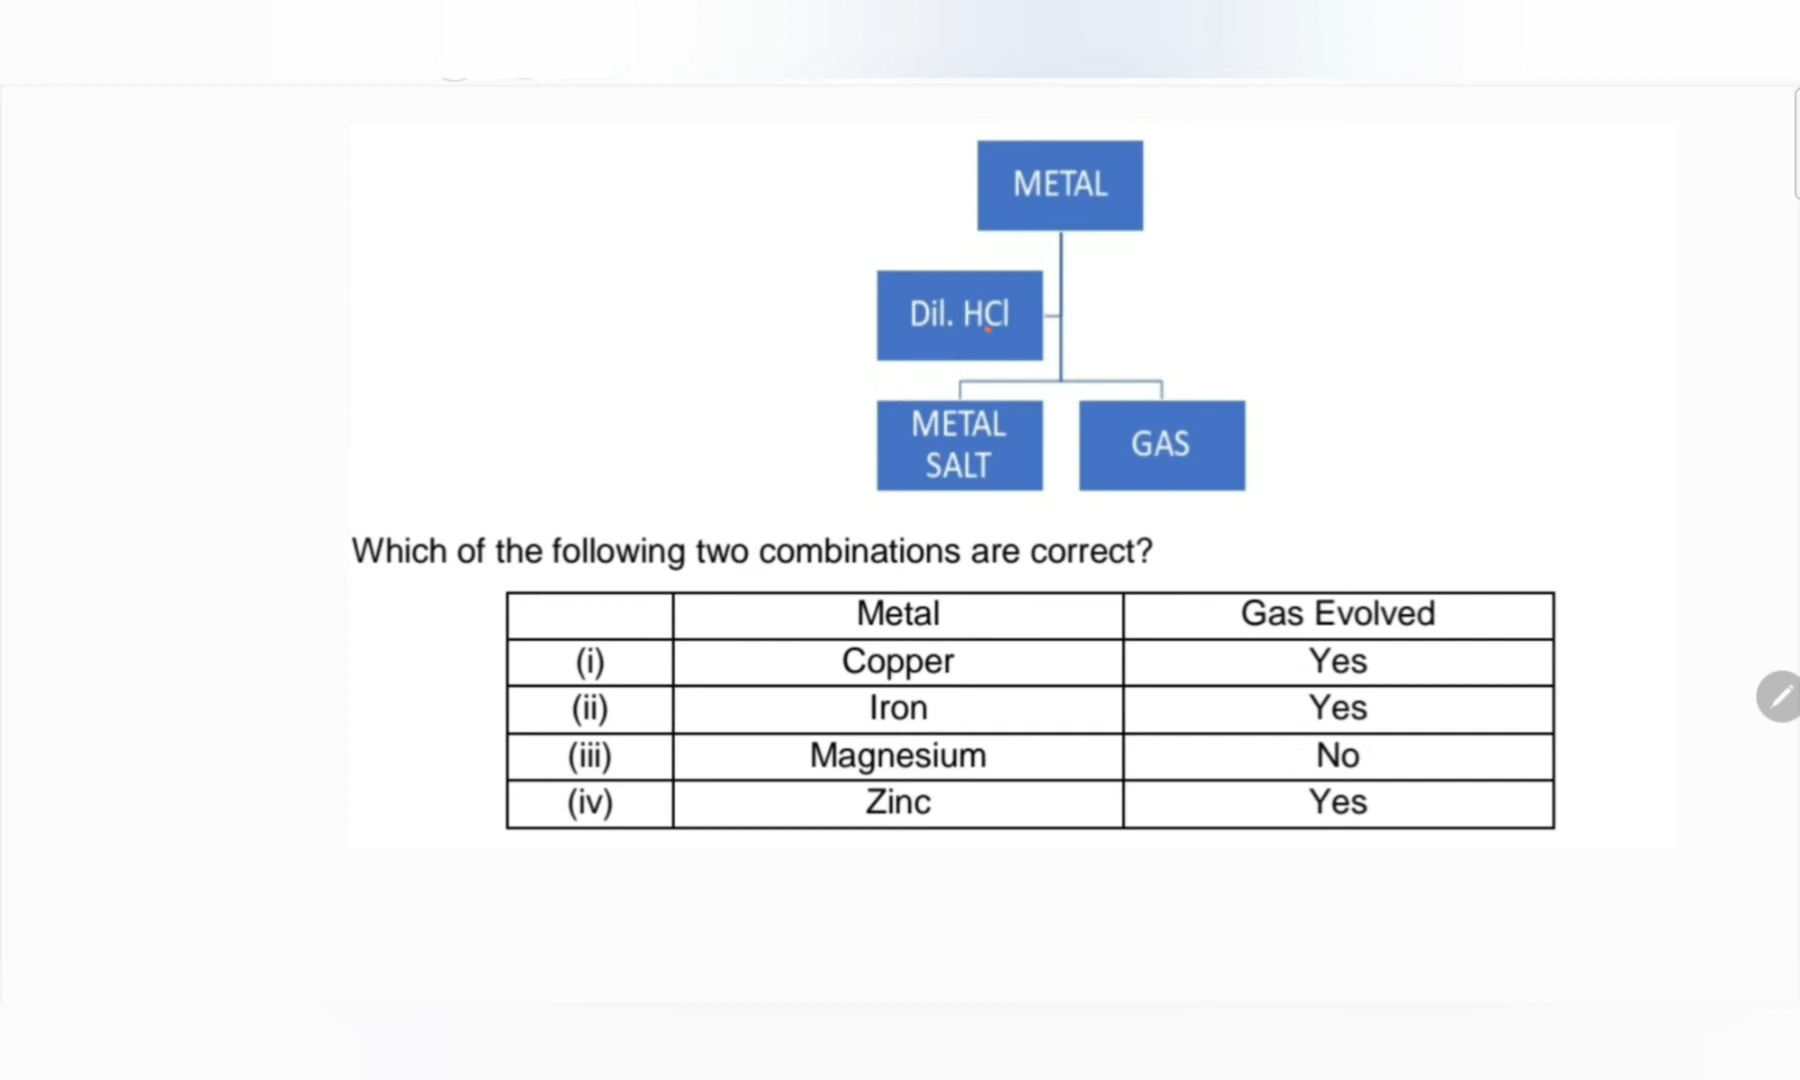 METAL
Dil. HCl
METAL
SALT
GAS
Which of the following two combinations are correct?
Metal Gas Evolved
(i) Copper Yes
(ii) Iron Yes
(iii) Magnesium No
(iv) Zinc Yes